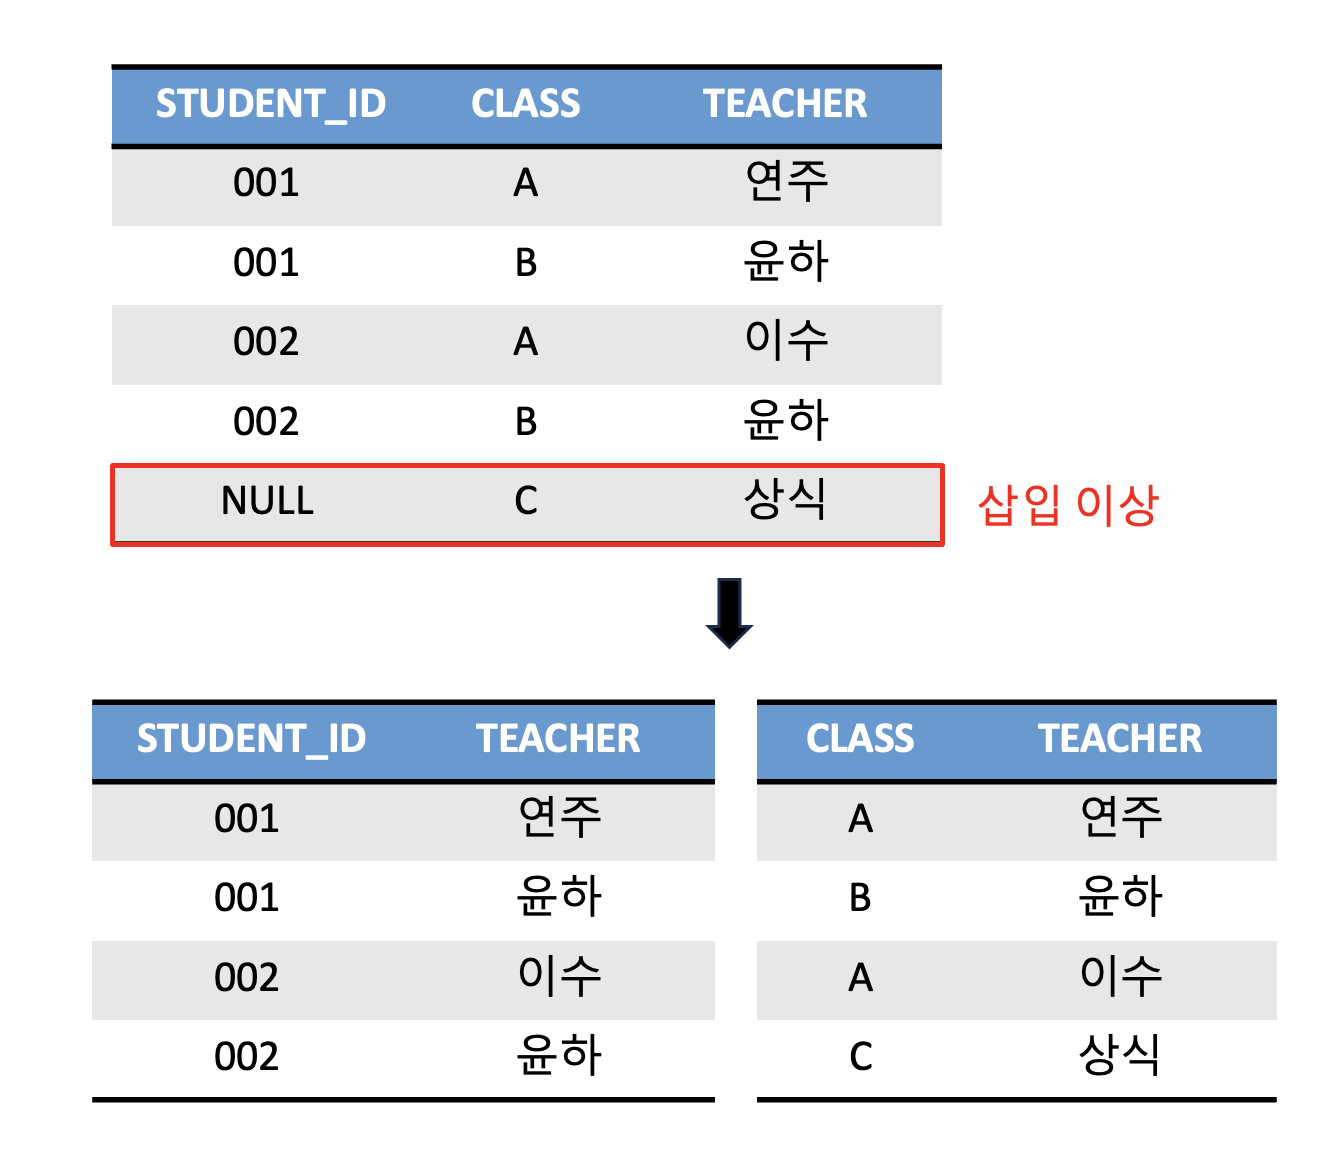 STUDENT_ID CLASS TEACHER
001 A 연주
001 B 윤하
002 A 이수
002 B 윤하
NULL C 상식 삽입 이상
STUDENT_ID TEACHER CLASS TEACHER
001 연주 A 연주
001 윤하 B 윤하
002 이수 A 이수
002 윤하 C 상식